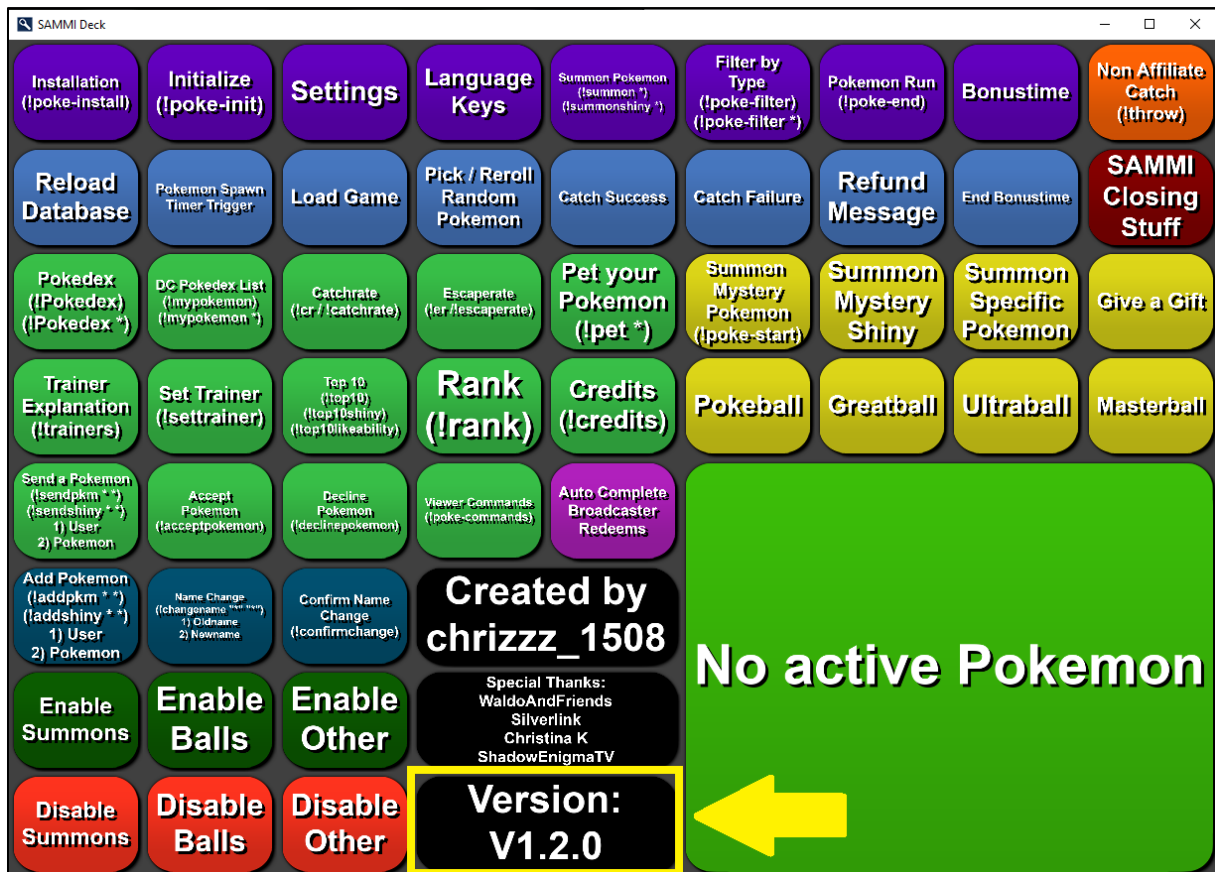 SAMMI Deck
Installation
(!poke-install)
Initialize
(!poke-init)
Settings
Language
Keys
Summon Pokemon
(!summon *)
(!summonshiny *)
Filter by
Type
(!poke-filter)
(!poke-filter *)
Pokemon Run
(!poke-end)
Bonustime
Non Affiliate
Catch
(!throw)
Reload
Database
Pokemon Spawn
Timer Trigger
Load Game
Pick / Reroll
Random
Pokemon
Catch Success
Catch Failure
Refund
Message
End Bonustime
SAMMI
Closing
Stuff
Pokedex
(!Pokedex)
(!Pokedex *)
DC Pokedex List
(!mypokemon)
(!mypokemon *)
Catchrate
(!cr / !catchrate)
Escaperate
(!er /!escaperate)
Pet your
Pokemon
(!pet *)
Summon
Mystery
Pokemon
(!poke-start)
Summon
Mystery
Shiny
Summon
Specific
Pokemon
Give a Gift
Trainer
Explanation
(!trainers)
Set Trainer
(!settrainer)
Top 10
(!top10)
(!top10shiny)
(!top10likeability)
Rank
(!rank)
Credits
(!credits)
Pokeball
Greatball
Ultraball
Masterball
Send a Pokemon
(!sendpkm * *)
(!sendshiny * *)
1) User
2) Pokemon
Accept
Pokemon
(!acceptpokemon)
Decline
Pokemon
(!declinepokemon)
Viewer Commands
(!poke-commands)
Auto Complete
Broadcaster
Redeems
Add Pokemon
(!addpkm * *)
(!addshiny * *)
1) User
2) Pokemon
Name Change
(!changename "*" "*")
1) Oldname
2) Newname
Confirm Name
Change
(!confirmchange)
Created by
chrizzz_1508
No active Pokemon
Enable
Summons
Enable
Balls
Enable
Other
Special Thanks:
WaldoAndFriends
Silverlink
Christina K
ShadowEnigmaTV
Disable
Summons
Disable
Balls
Disable
Other
Version:
V1.2.0